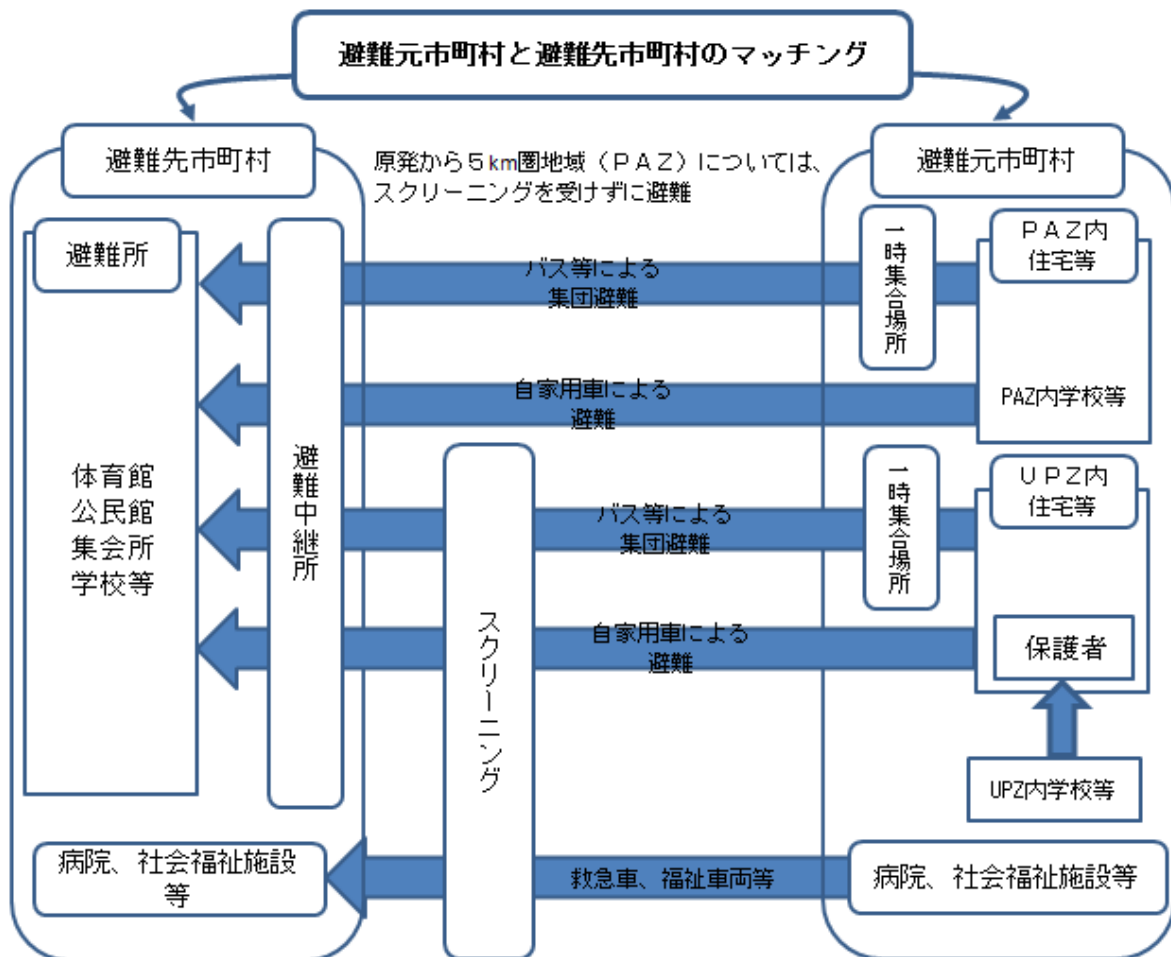 避難元市町村と避難先市町村のマッチング
避難先市町村
原発から５km圏地域（ＰＡＺ）については、
スクリーニングを受けずに避難
避難元市町村
避難所
バス等による
集団避難
一時集合場所
ＰＡＺ内
住宅等
自家用車による
避難
PAZ内学校等
体育館
公民館
集会所
学校等
避難中継所
バス等による
集団避難
一時集合場所
ＵＰＺ内
住宅等
スクリーニング
自家用車による
避難
保護者
UPZ内学校等
病院、社会福祉施設
等
救急車、福祉車両等
病院、社会福祉施設等